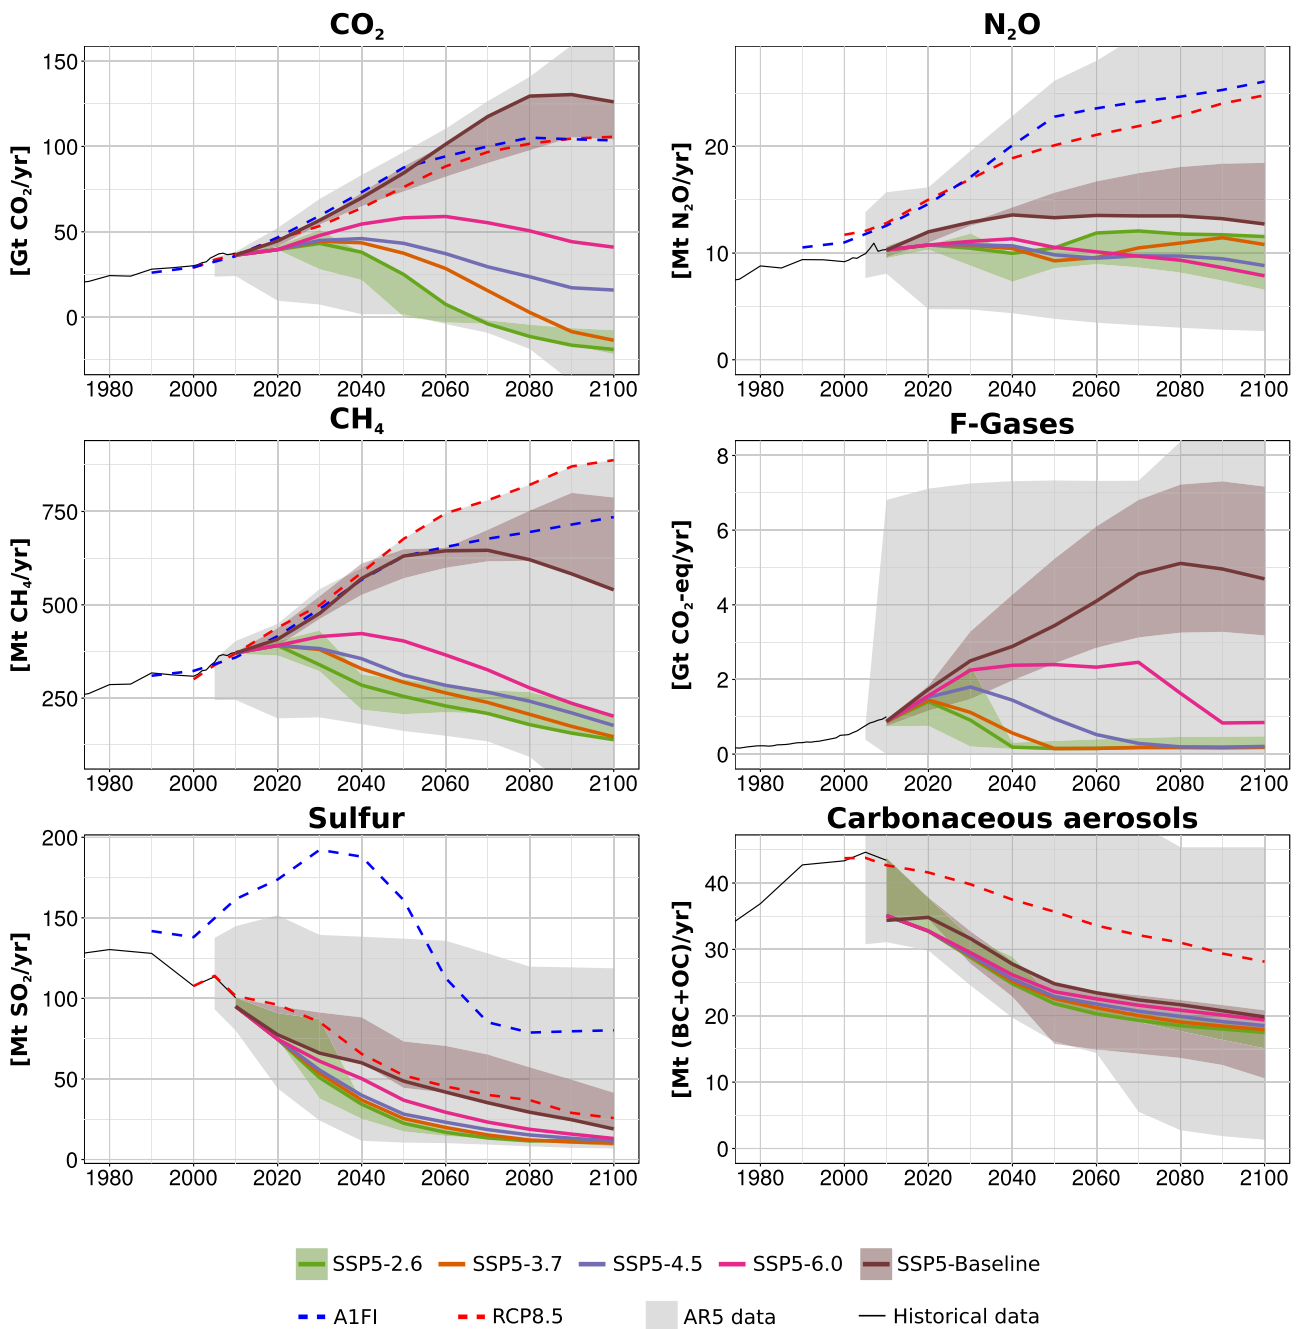 CO₂
[Gt CO₂/yr]
150
100
50
0
1980 2000 2020 2040 2060 2080 2100
N₂O
[Mt N₂O/yr]
20
10
0
1980 2000 2020 2040 2060 2080 2100
CH₄
[Mt CH₄/yr]
750
500
250
1980 2000 2020 2040 2060 2080 2100
F-Gases
[Gt CO₂-eq/yr]
8
6
4
2
0
1980 2000 2020 2040 2060 2080 2100
Sulfur
[Mt SO₂/yr]
200
150
100
50
0
1980 2000 2020 2040 2060 2080 2100
Carbonaceous aerosols
[Mt (BC+OC)/yr]
40
30
20
10
0
1980 2000 2020 2040 2060 2080 2100
SSP5-2.6 SSP5-3.7 SSP5-4.5 SSP5-6.0 SSP5-Baseline
A1FI RCP8.5 AR5 data Historical data